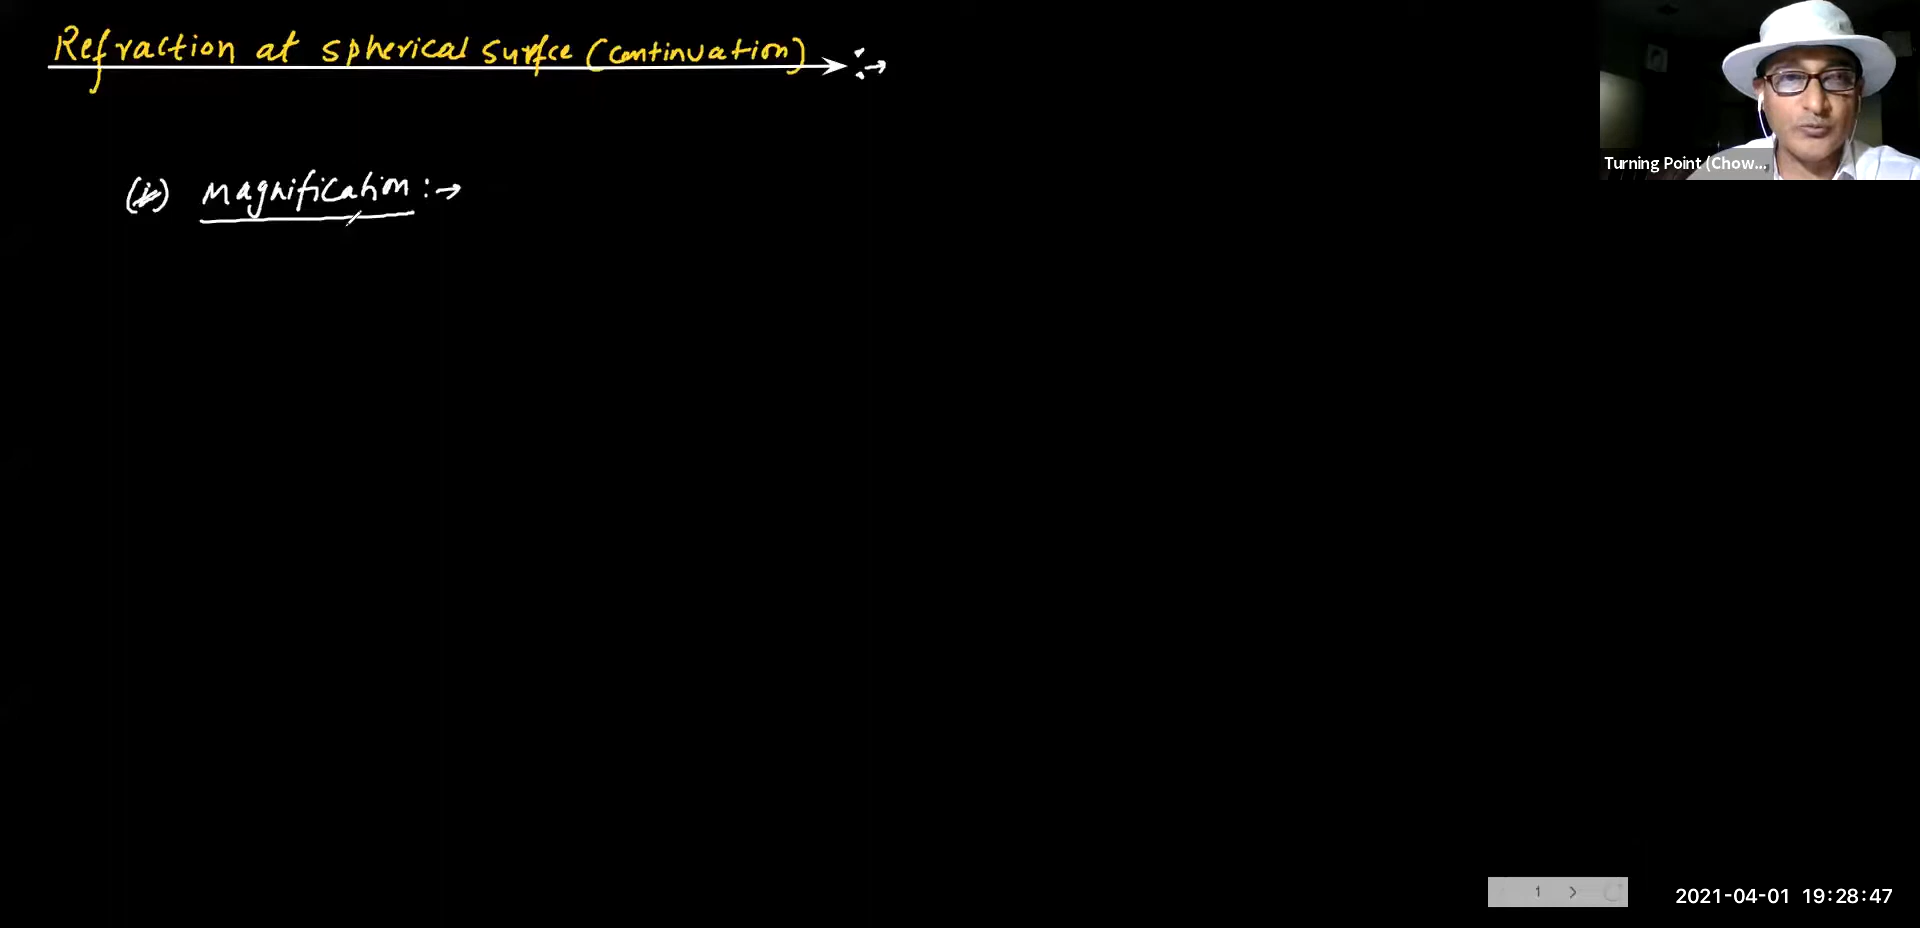 Refraction at spherical surfce (continuation) :→
(i) Magnification :→
Turning Point (Chow...
1 >
2021-04-01 19:28:47